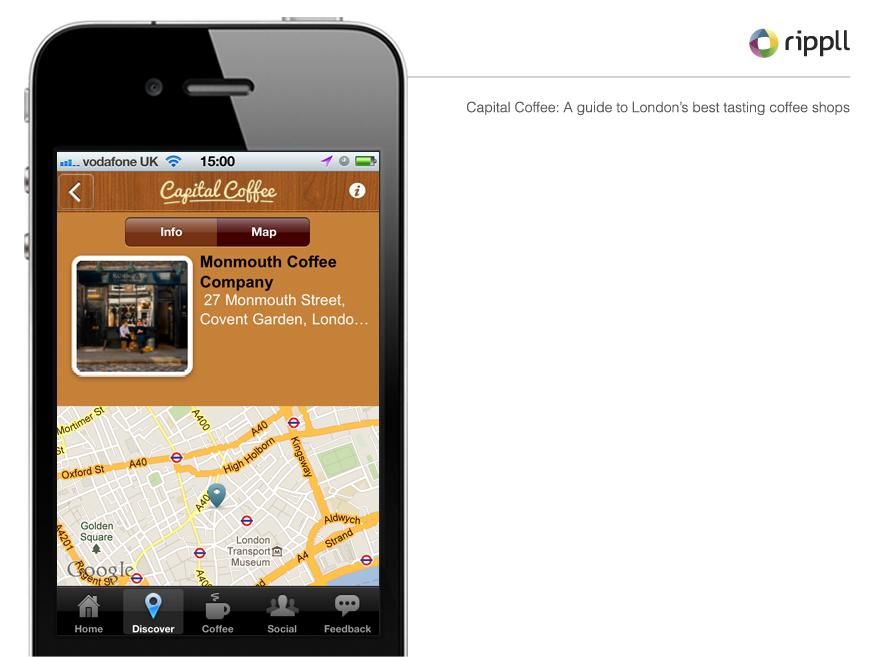 rippll
Capital Coffee: A guide to London's best tasting coffee shops
vodafone UK 15:00
Capital Coffee
i
Info Map
Monmouth Coffee
Company
27 Monmouth Street,
Covent Garden, Londo…
Mortimer St
A400
A40
St
High Holborn
Kingsway
Oxford St A40
A40
Golden
Square
Aldwych
Strand
London
Transport
Museum
A4
A4201
Regent St
A400
Google
Home Discover Coffee Social Feedback